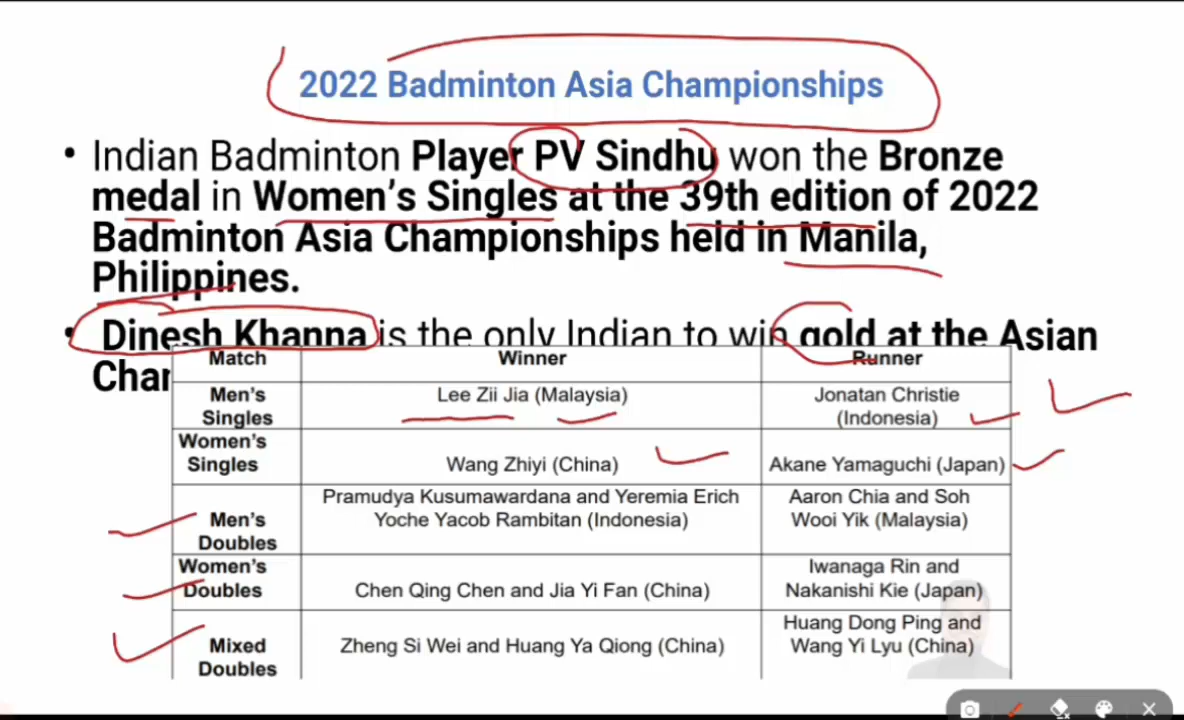 2022 Badminton Asia Championships
• Indian Badminton Player PV Sindhu won the Bronze
medal in Women's Singles at the 39th edition of 2022
Badminton Asia Championships held in Manila,
Philippines.
• Dinesh Khanna is the only Indian to win gold at the Asian
Match Winner Runner
Men's Singles Lee Zii Jia (Malaysia) Jonatan Christie (Indonesia)
Women's Singles Wang Zhiyi (China) Akane Yamaguchi (Japan)
Men's Doubles Pramudya Kusumawardana and Yeremia Erich Yoche Yacob Rambitan (Indonesia) Aaron Chia and Soh Wooi Yik (Malaysia)
Women's Doubles Chen Qing Chen and Jia Yi Fan (China) Iwanaga Rin and Nakanishi Kie (Japan)
Mixed Doubles Zheng Si Wei and Huang Ya Qiong (China) Huang Dong Ping and Wang Yi Lyu (China)